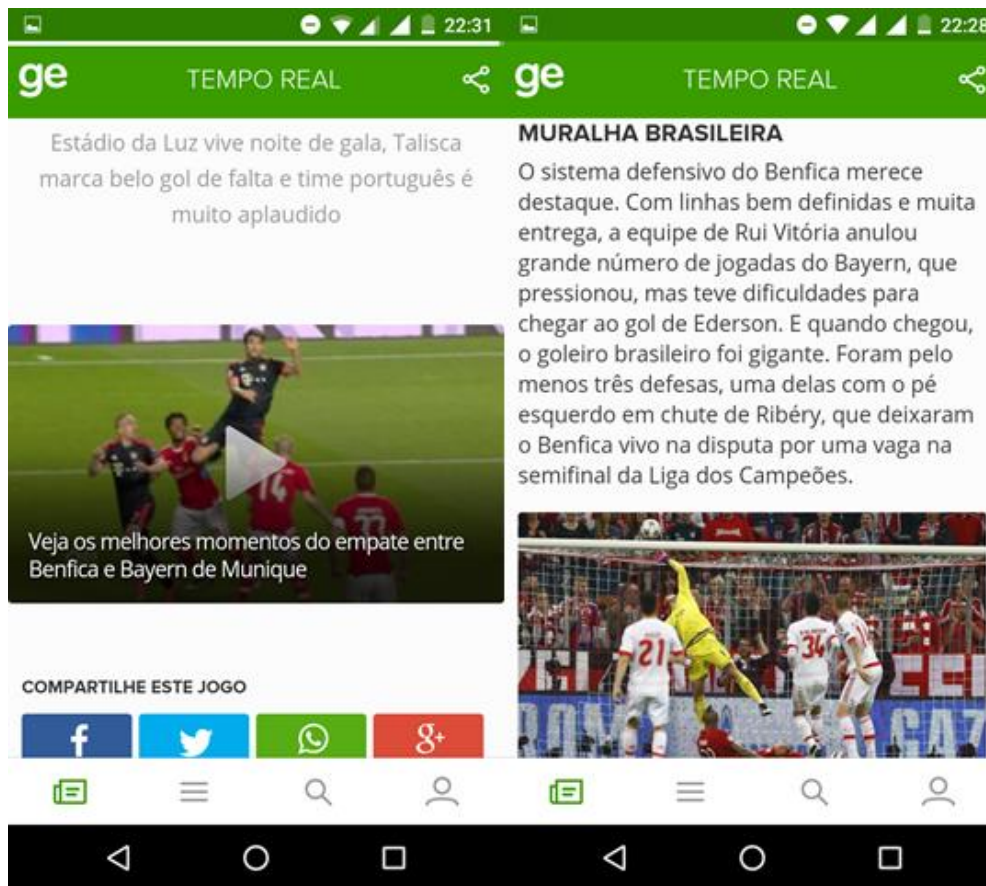 22:31
ge
TEMPO REAL
Estádio da Luz vive noite de gala, Talisca
marca belo gol de falta e time português é
muito aplaudido
14
Veja os melhores momentos do empate entre
Benfica e Bayern de Munique
COMPARTILHE ESTE JOGO
f
g+
22:28
ge
TEMPO REAL
MURALHA BRASILEIRA
O sistema defensivo do Benfica merece
destaque. Com linhas bem definidas e muita
entrega, a equipe de Rui Vitória anulou
grande número de jogadas do Bayern, que
pressionou, mas teve dificuldades para
chegar ao gol de Ederson. E quando chegou,
o goleiro brasileiro foi gigante. Foram pelo
menos três defesas, uma delas com o pé
esquerdo em chute de Ribéry, que deixaram
o Benfica vivo na disputa por uma vaga na
semifinal da Liga dos Campeões.
21
34